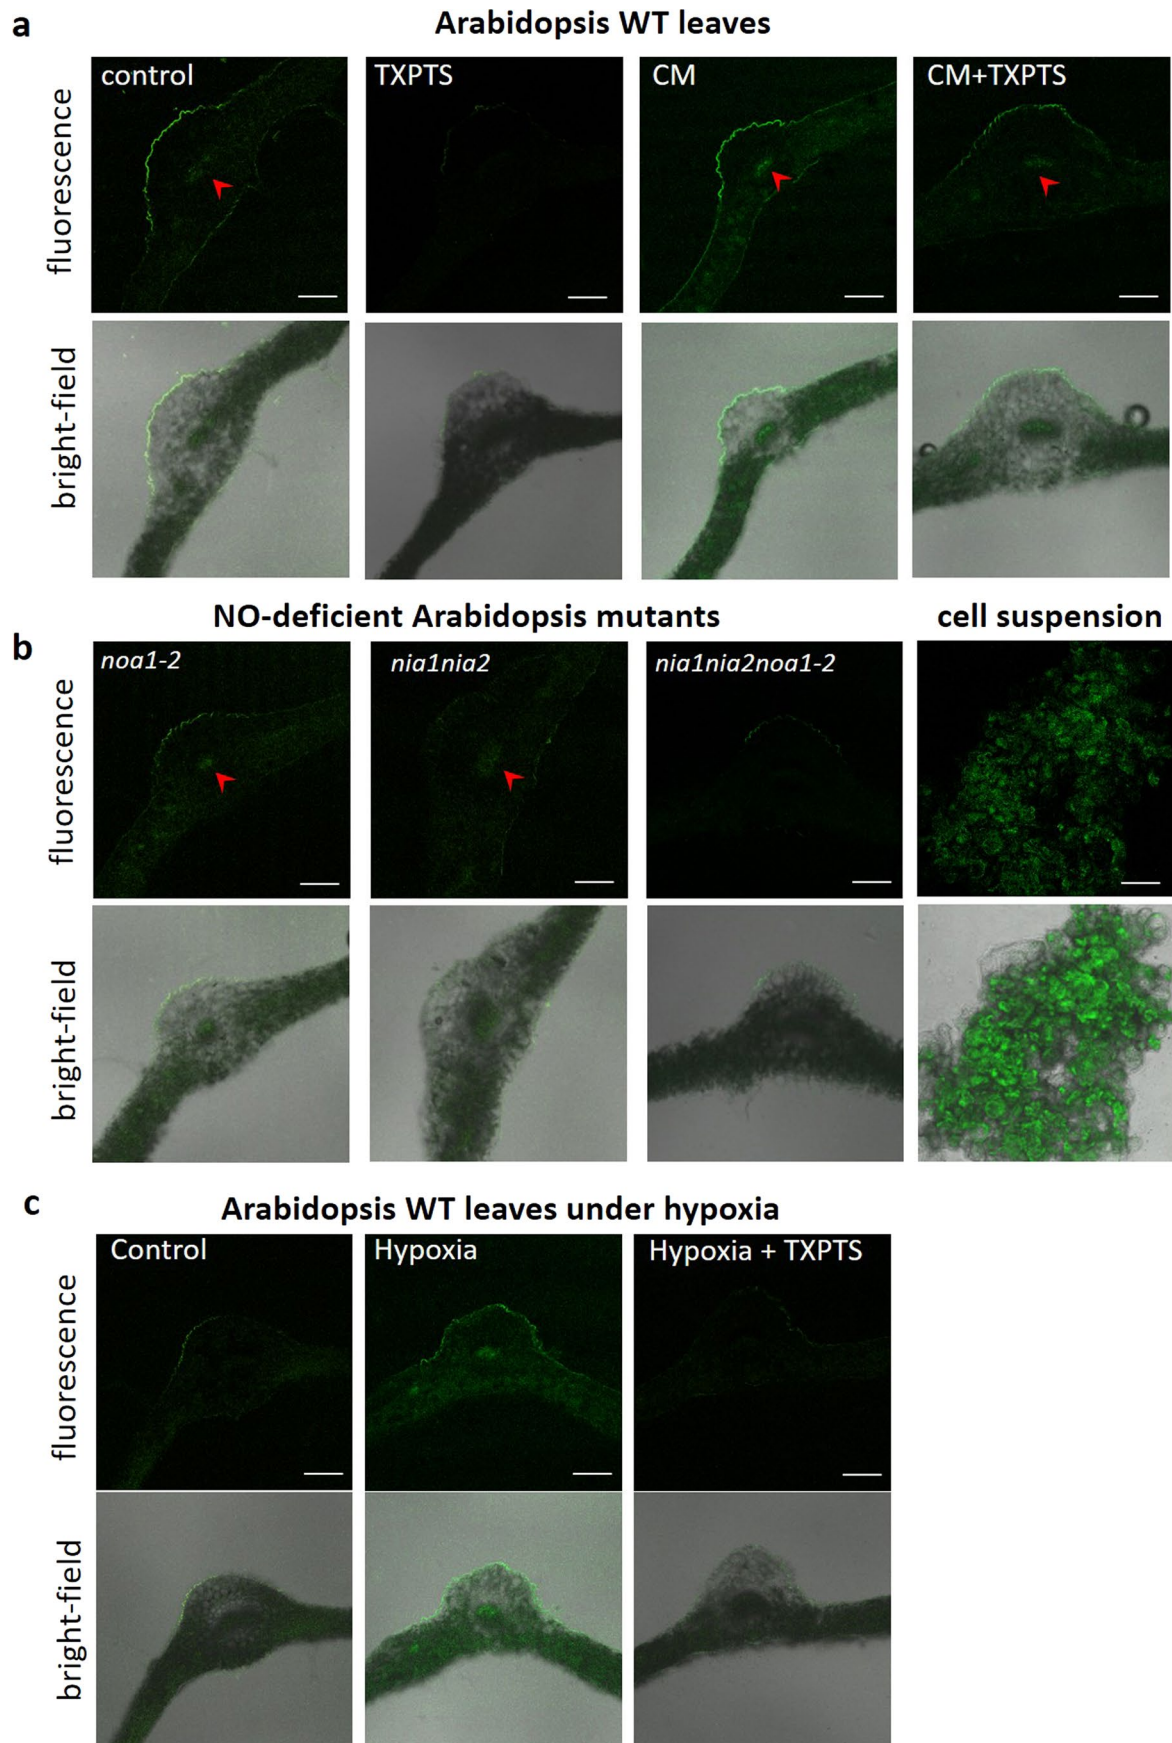 a
Arabidopsis WT leaves
fluorescence
control
TXPTS
CM
CM+TXPTS
bright-field
NO-deficient Arabidopsis mutants
cell suspension
b
fluorescence
noa1-2
nia1nia2
nia1nia2noa1-2
bright-field
c
Arabidopsis WT leaves under hypoxia
fluorescence
Control
Hypoxia
Hypoxia + TXPTS
bright-field